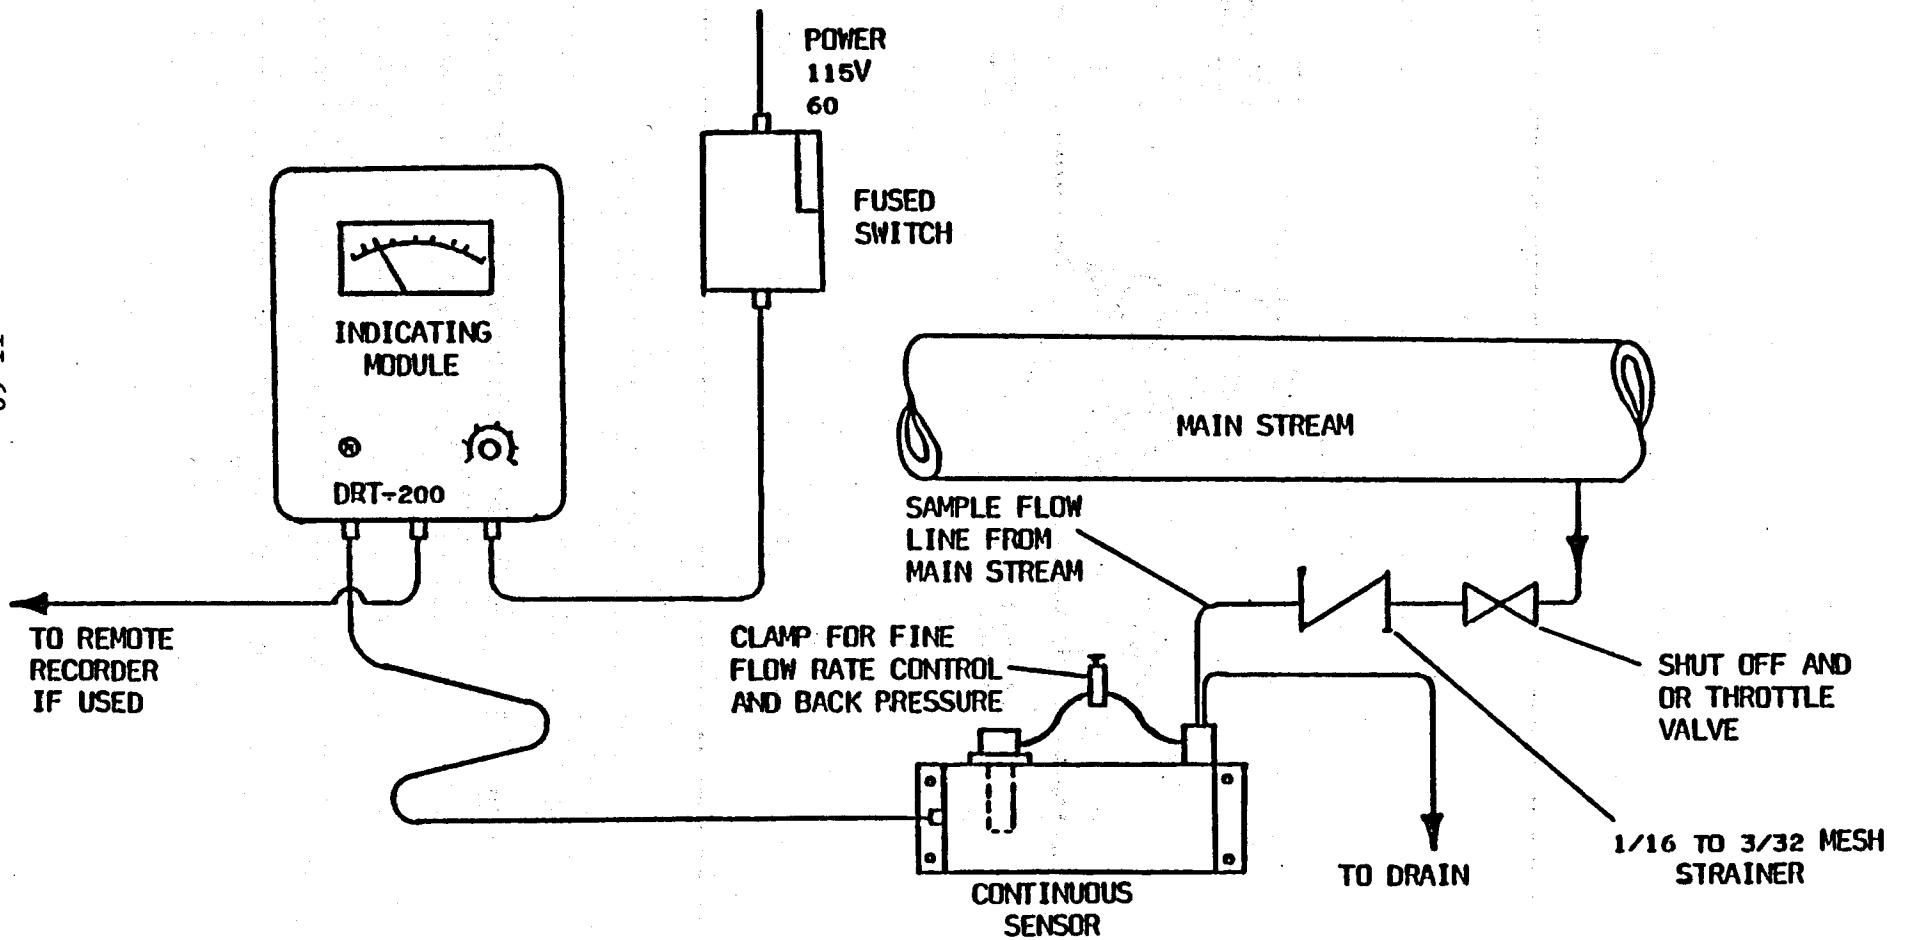 POWER
115V
60
FUSED
SWITCH
INDICATING
MODULE
DRT-200
MAIN STREAM
SAMPLE FLOW
LINE FROM
MAIN STREAM
TO REMOTE
RECORDER
IF USED
CLAMP FOR FINE
FLOW RATE CONTROL
AND BACK PRESSURE
SHUT OFF AND
OR THROTTLE
VALVE
1/16 TO 3/32 MESH
STRAINER
TO DRAIN
CONTINUOUS
SENSOR